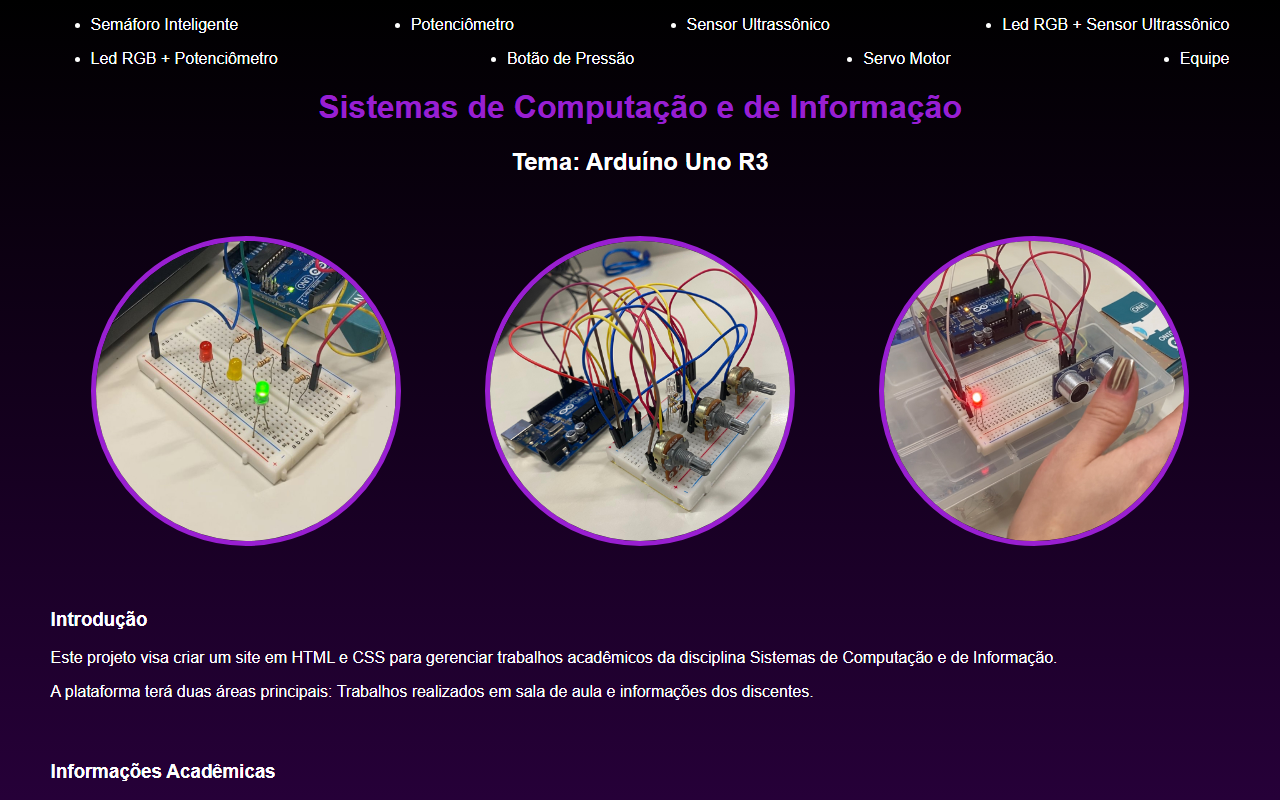 Semáforo Inteligente
Potenciômetro
Sensor Ultrassônico
Led RGB + Sensor Ultrassônico
Led RGB + Potenciômetro
Botão de Pressão
Servo Motor
Equipe
Sistemas de Computação e de Informação
Tema: Arduíno Uno R3
Introdução
Este projeto visa criar um site em HTML e CSS para gerenciar trabalhos acadêmicos da disciplina Sistemas de Computação e de Informação.
A plataforma terá duas áreas principais: Trabalhos realizados em sala de aula e informações dos discentes.
Informações Acadêmicas